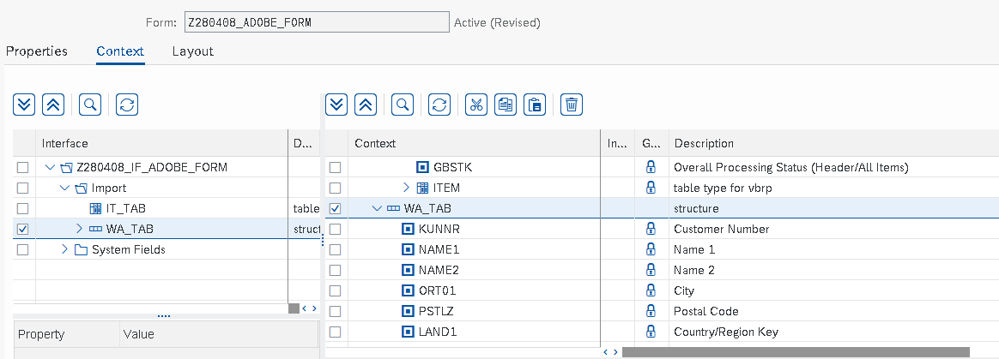 Form: Z280408_ADOBE_FORM Active (Revised)
Properties Context Layout
Interface D... Context In... G... Description
Z280408_IF_ADOBE_FORM GBSTK Overall Processing Status (Header/All Items)
Import ITEM table type for vbrp
IT_TAB table WA_TAB structure
WA_TAB struct KUNNR Customer Number
System Fields NAME1 Name 1
NAME2 Name 2
ORT01 City
PSTLZ Postal Code
Property Value LAND1 Country/Region Key